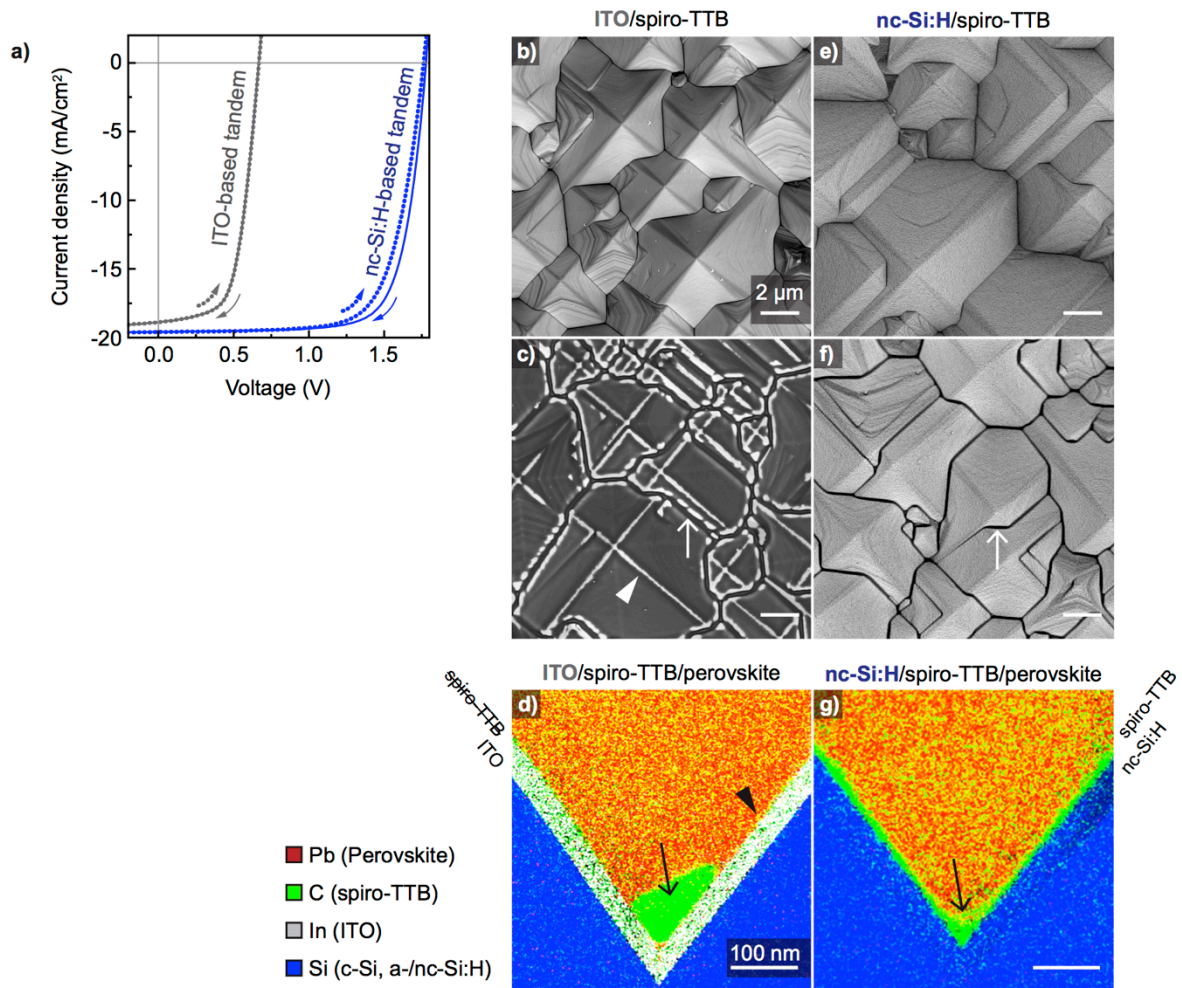 a)
Current density (mA/cm²)
0
-5
-10
-15
-20
0.0
0.5
1.0
1.5
Voltage (V)
ITO-based tandem
nc-Si:H-based tandem
ITO/spiro-TTB
nc-Si:H/spiro-TTB
b)
2 µm
e)
c)
f)
ITO/spiro-TTB/perovskite
nc-Si:H/spiro-TTB/perovskite
spiro-TTB
ITO
d)
100 nm
g)
spiro-TTB
nc-Si:H
Pb (Perovskite)
C (spiro-TTB)
In (ITO)
Si (c-Si, a-/nc-Si:H)